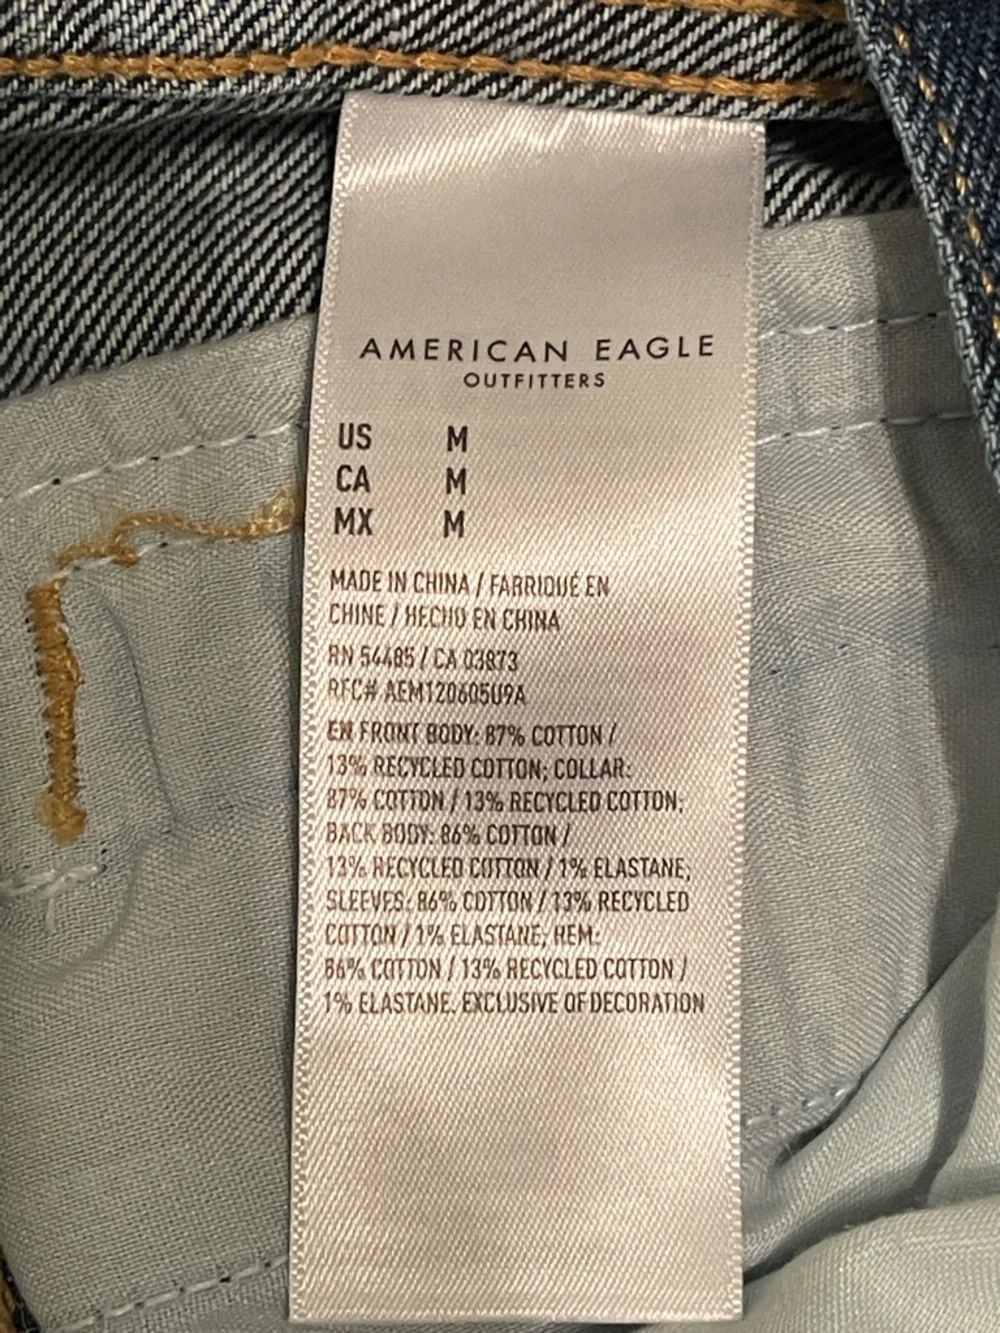 AMERICAN EAGLE
OUTFITTERS
US M
CA M
MX M
MADE IN CHINA / FABRIQUÉ EN
CHINE / HECHO EN CHINA
RN 54485 / CA 03873
RFC# AEM120605U9A
EN FRONT BODY: 87% COTTON /
13% RECYCLED COTTON; COLLAR:
87% COTTON / 13% RECYCLED COTTON;
BACK BODY: 86% COTTON /
13% RECYCLED COTTON / 1% ELASTANE;
SLEEVES: 86% COTTON / 13% RECYCLED
COTTON / 1% ELASTANE; HEM:
86% COTTON / 13% RECYCLED COTTON /
1% ELASTANE. EXCLUSIVE OF DECORATION